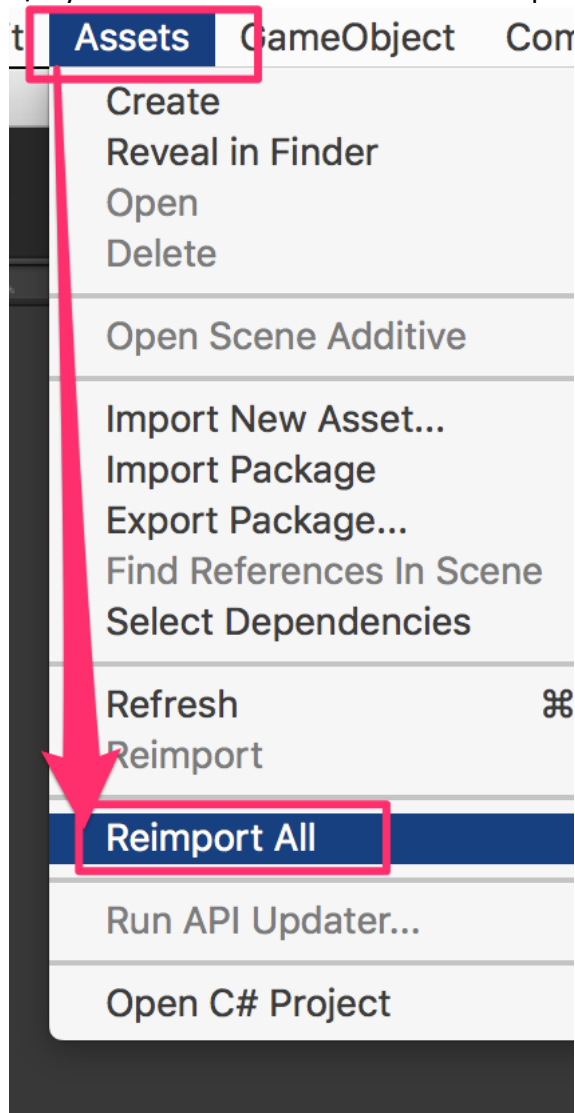 t Assets GameObject Com
Create
Reveal in Finder
Open
Delete
Open Scene Additive
Import New Asset...
Import Package
Export Package...
Find References In Scene
Select Dependencies
Refresh ⌘
Reimport
Reimport All
Run API Updater...
Open C# Project